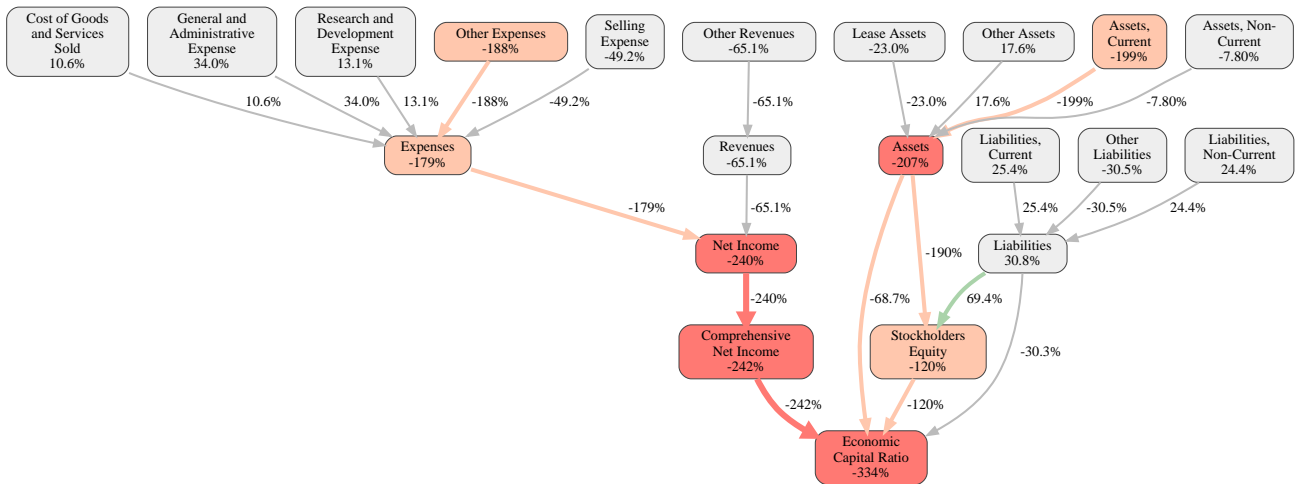 Cost of Goods
and Services
Sold
10.6%
General and
Administrative
Expense
34.0%
Research and
Development
Expense
13.1%
Other Expenses
-188%
Selling
Expense
-49.2%
Other Revenues
-65.1%
Lease Assets
-23.0%
Other Assets
17.6%
Assets,
Current
-199%
Assets, Non-
Current
-7.80%
10.6%
34.0%
13.1%
-188%
-49.2%
-65.1%
-23.0%
17.6%
-199%
-7.80%
Expenses
-179%
Revenues
-65.1%
Assets
-207%
Liabilities,
Current
25.4%
Other
Liabilities
-30.5%
Liabilities,
Non-Current
24.4%
-179%
-65.1%
25.4%
-30.5%
24.4%
Net Income
-240%
-190%
Liabilities
30.8%
-240%
-68.7%
69.4%
Comprehensive
Net Income
-242%
Stockholders
Equity
-120%
-30.3%
-242%
-120%
Economic
Capital Ratio
-334%